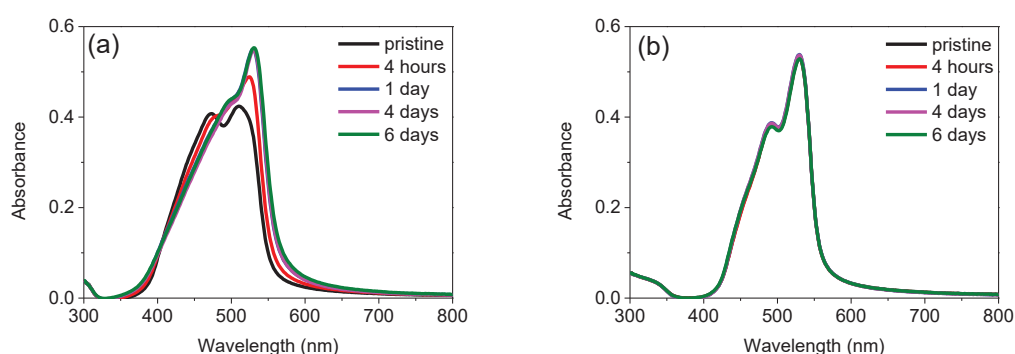 (a)
pristine
4 hours
1 day
4 days
6 days
0.6
0.4
0.2
0.0
Absorbance
300 400 500 600 700 800
Wavelength (nm)
(b)
pristine
4 hours
1 day
4 days
6 days
0.6
0.4
0.2
0.0
Absorbance
300 400 500 600 700 800
Wavelength (nm)